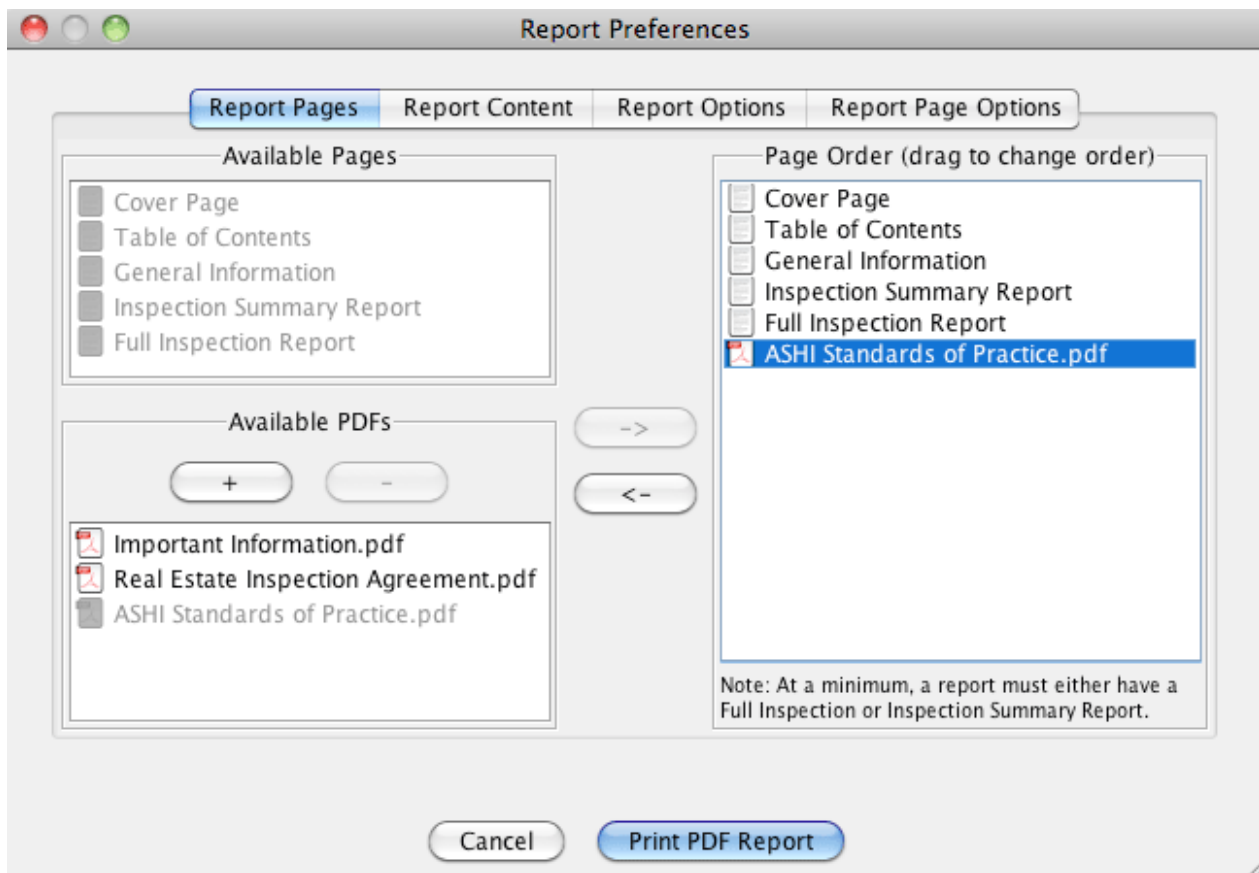 Report Preferences
Report Pages
Report Content
Report Options
Report Page Options
Available Pages
Cover Page
Table of Contents
General Information
Inspection Summary Report
Full Inspection Report
Available PDFs
+
-
Important Information.pdf
Real Estate Inspection Agreement.pdf
ASHI Standards of Practice.pdf
->
<-
Page Order (drag to change order)
Cover Page
Table of Contents
General Information
Inspection Summary Report
Full Inspection Report
ASHI Standards of Practice.pdf
Note: At a minimum, a report must either have a
Full Inspection or Inspection Summary Report.
Cancel
Print PDF Report